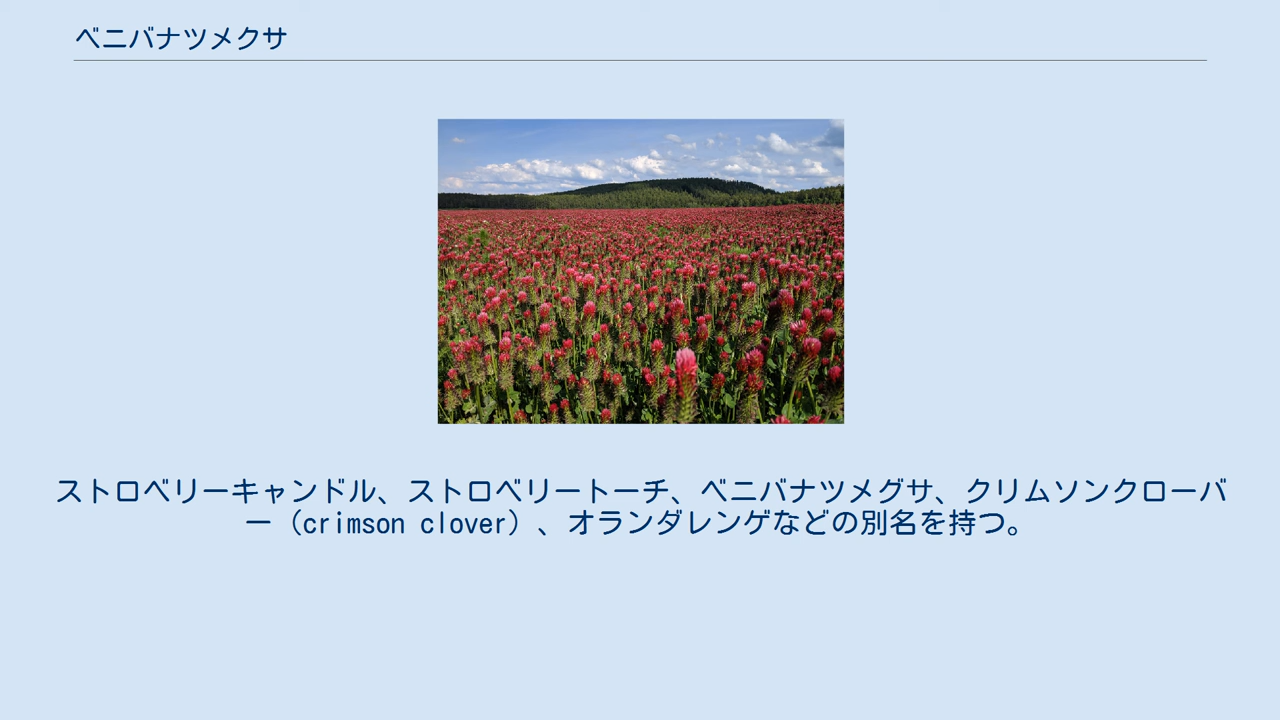 ベニバナツメクサ
ストロベリーキャンドル、ストロベリートーチ、ベニバナツメグサ、クリムソンクローバ
ー（crimson clover）、オランダレンゲなどの別名を持つ。